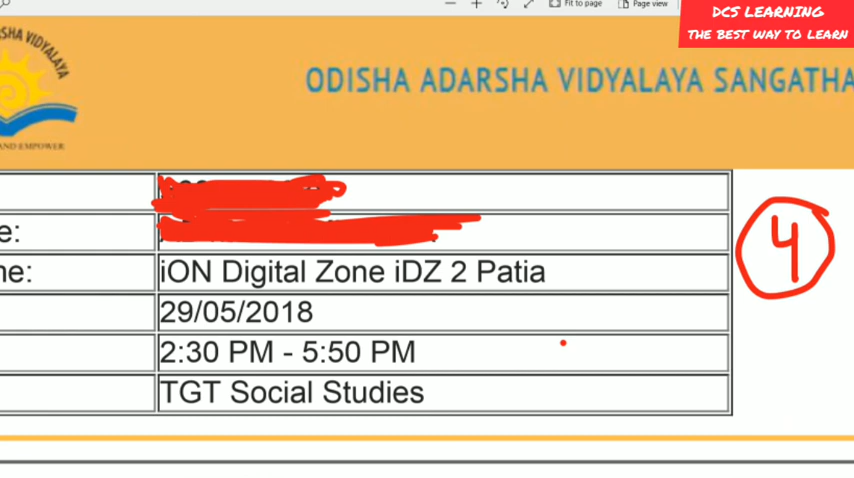 Fit to page
Page view
DCS LEARNING
THE BEST WAY TO LEARN
ARSHA VIDYALAYA
AND EMPOWER
ODISHA ADARSHA VIDYALAYA SANGATHA
e:
me:
iON Digital Zone iDZ 2 Patia
29/05/2018
2:30 PM - 5:50 PM
TGT Social Studies
4